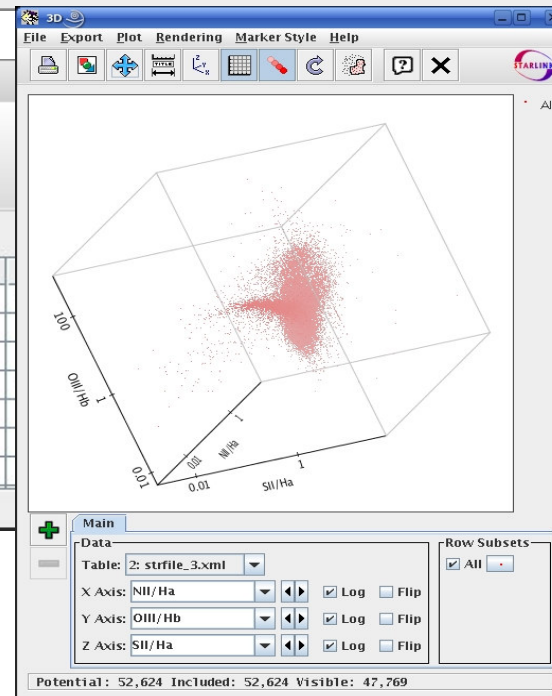 3D
File Export Plot Rendering Marker Style Help
TITLE
Z Y X
?
STARLINK
Al
100
OIII/Hb
1
0.01
0.01
NII/Ha
1
0.01
SII/Ha
1
Main
Data
Table: 2: strfile_3.xml
X Axis: NII/Ha Log Flip
Y Axis: OIII/Hb Log Flip
Z Axis: SII/Ha Log Flip
Row Subsets
All
Potential: 52,624 Included: 52,624 Visible: 47,769